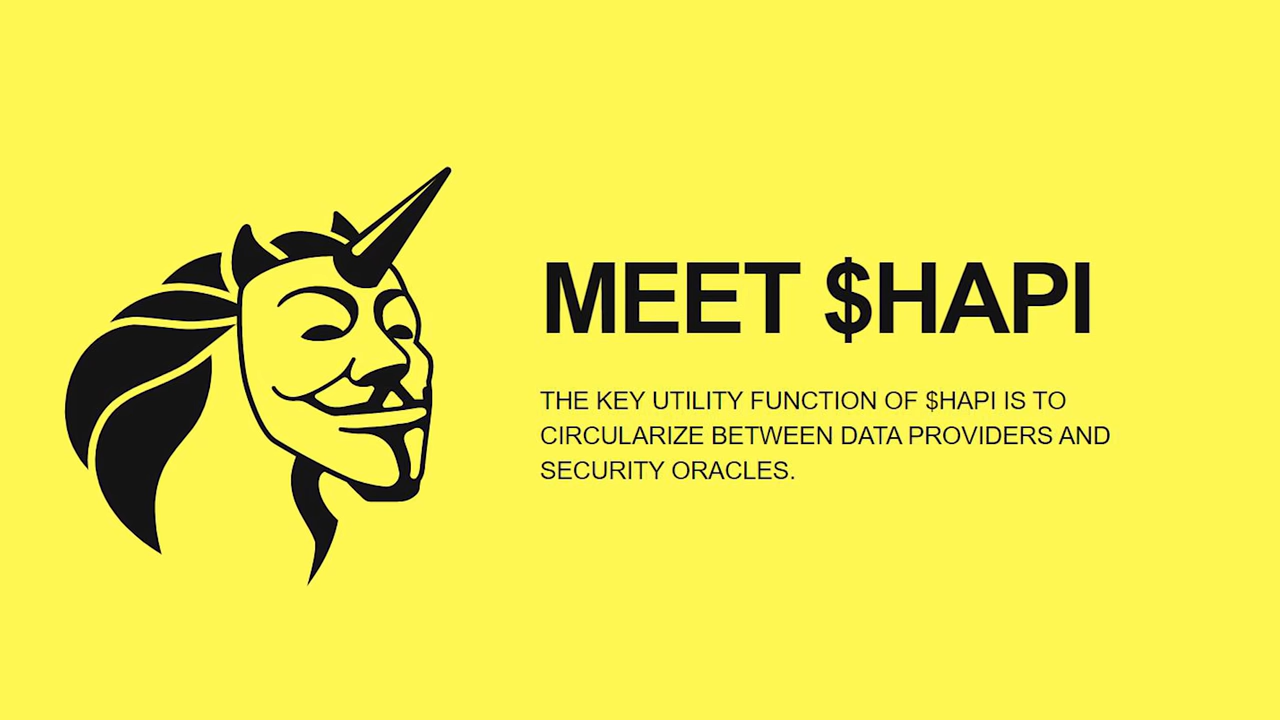 MEET $HAPI
THE KEY UTILITY FUNCTION OF $HAPI IS TO
CIRCULARIZE BETWEEN DATA PROVIDERS AND
SECURITY ORACLES.